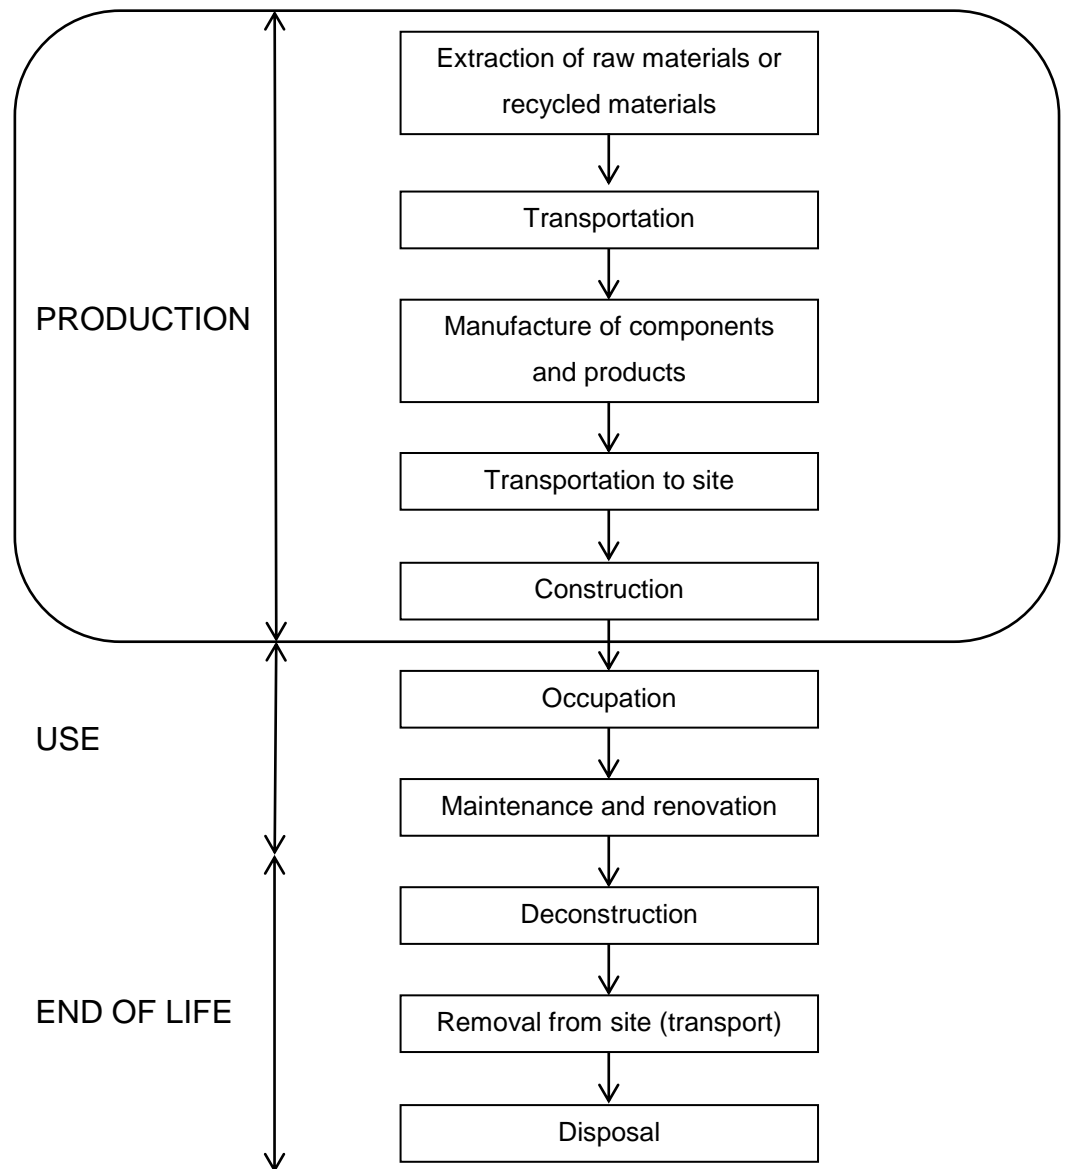 Extraction of raw materials or
recycled materials
Transportation
PRODUCTION
Manufacture of components
and products
Transportation to site
Construction
Occupation
USE
Maintenance and renovation
Deconstruction
END OF LIFE
Removal from site (transport)
Disposal